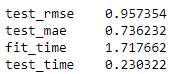 test_rmse    0.957354
test_mae     0.736232
fit_time     1.717662
test_time    0.230322